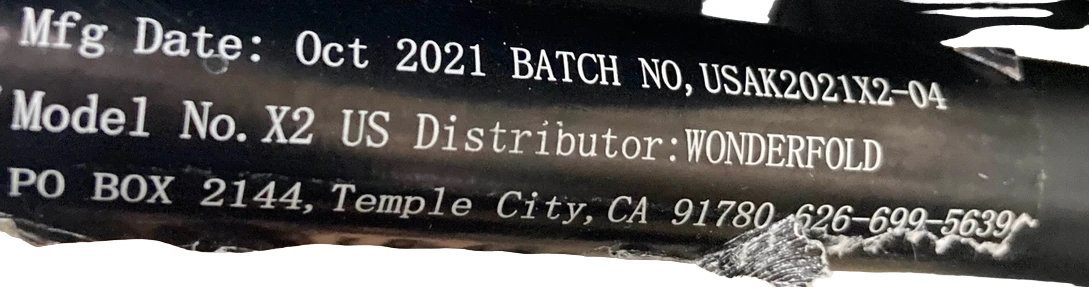 Mfg Date: Oct 2021 BATCH NO,USAK2021X2-04
Model No. X2 US Distributor:WONDERFOLD
PO BOX 2144, Temple City, CA 91780 626-699-5639